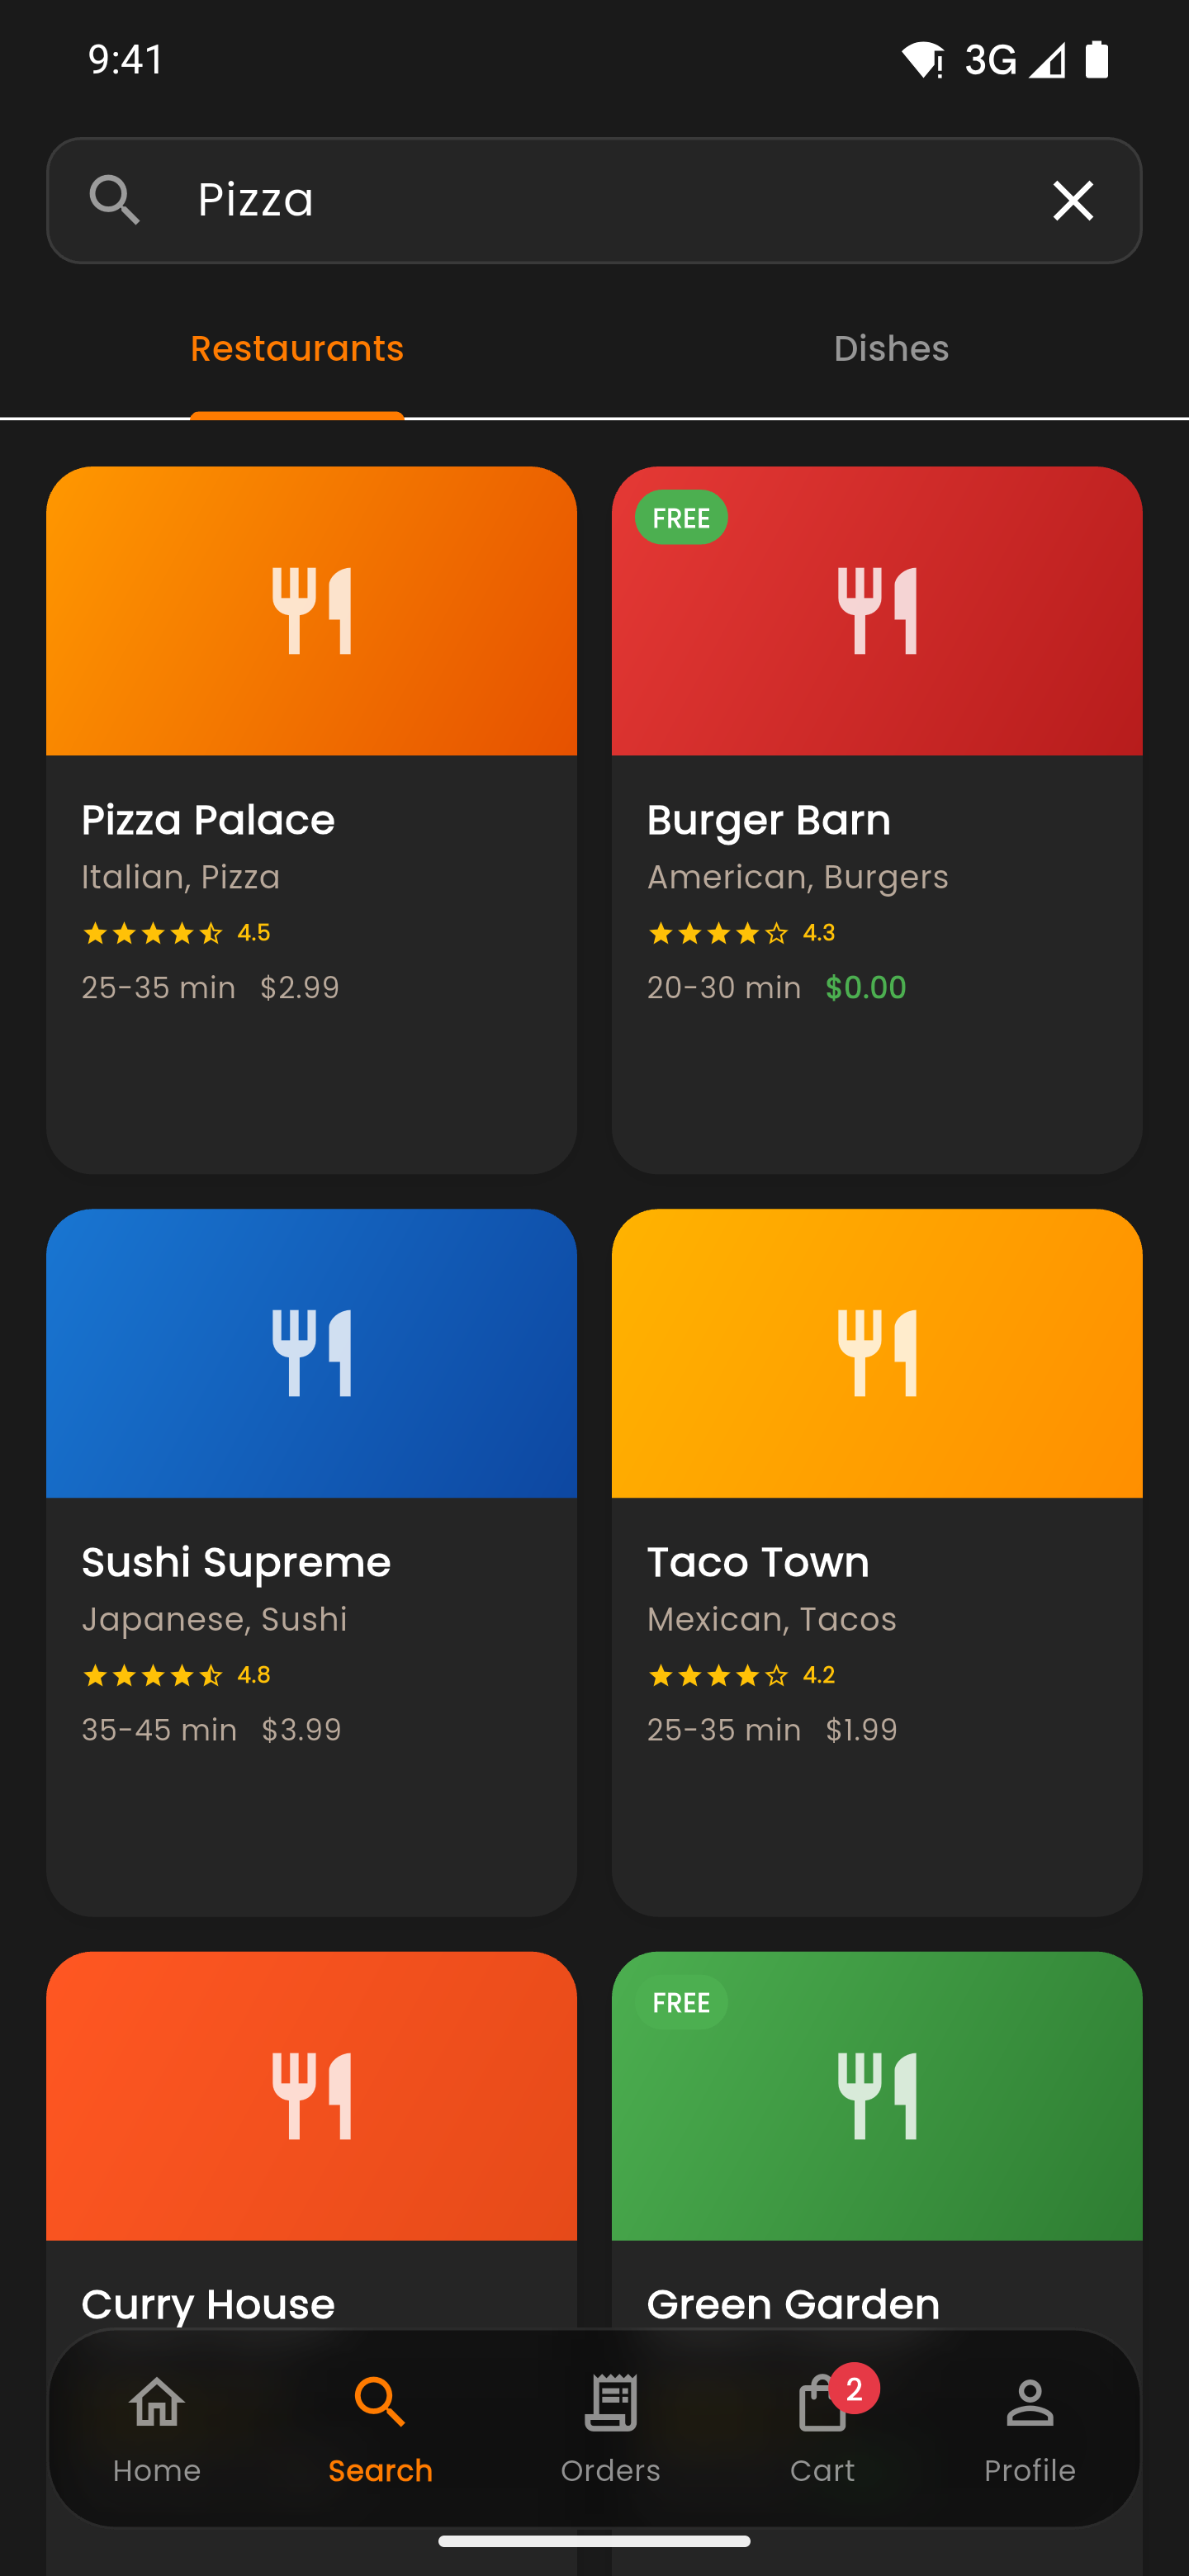 9:41
3G
Pizza
Restaurants
Dishes
Pizza Palace
Italian, Pizza
4.5
25-35 min $2.99
FREE
Burger Barn
American, Burgers
4.3
20-30 min $0.00
Sushi Supreme
Japanese, Sushi
4.8
35-45 min $3.99
Taco Town
Mexican, Tacos
4.2
25-35 min $1.99
Curry House
FREE
Green Garden
Home
Search
Orders
2
Cart
Profile